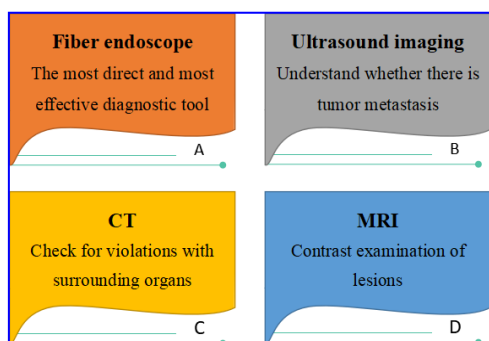 Fiber endoscope
The most direct and most
effective diagnostic tool
A
Ultrasound imaging
Understand whether there is
tumor metastasis
B
CT
Check for violations with
surrounding organs
C
MRI
Contrast examination of
lesions
D